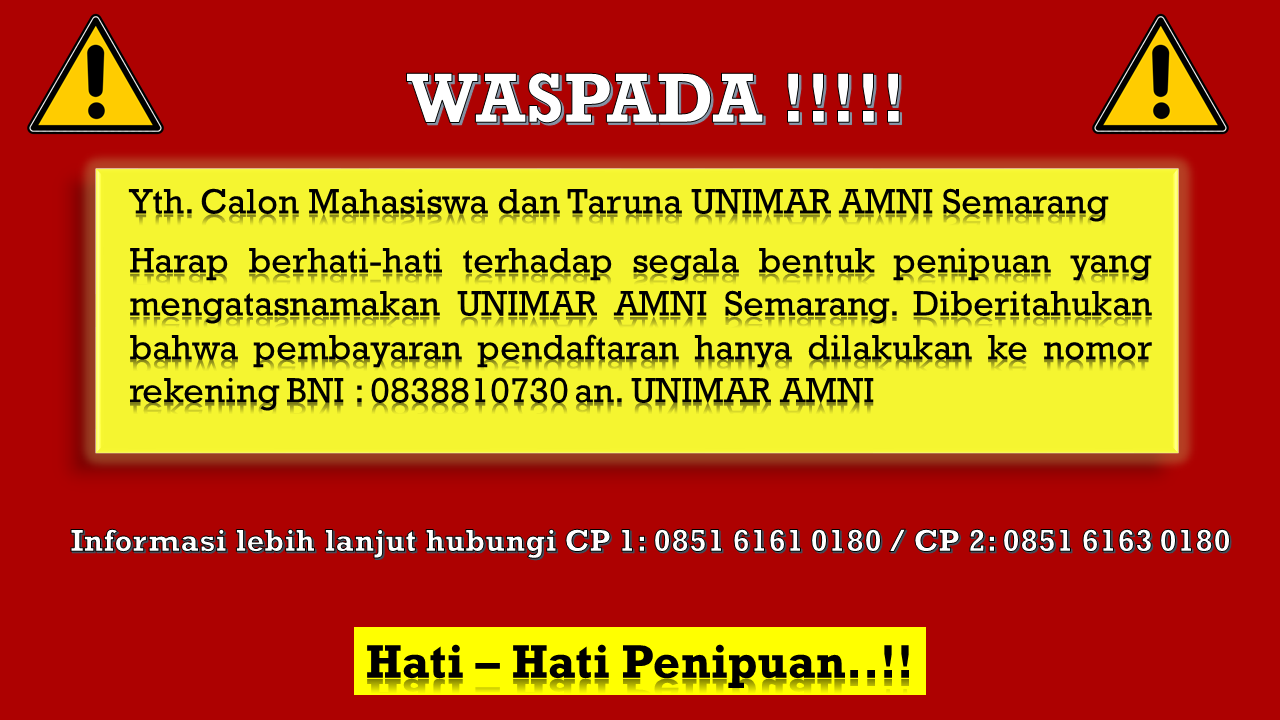 WASPADA !!!!!
Yth. Calon Mahasiswa dan Taruna UNIMAR AMNI Semarang
Harap berhati-hati terhadap segala bentuk penipuan yang
mengatasnamakan UNIMAR AMNI Semarang. Diberitahukan
bahwa pembayaran pendaftaran hanya dilakukan ke nomor
rekening BNI : 0838810730 an. UNIMAR AMNI
Informasi lebih lanjut hubungi CP 1: 0851 6161 0180 / CP 2: 0851 6163 0180
Hati – Hati Penipuan..!!